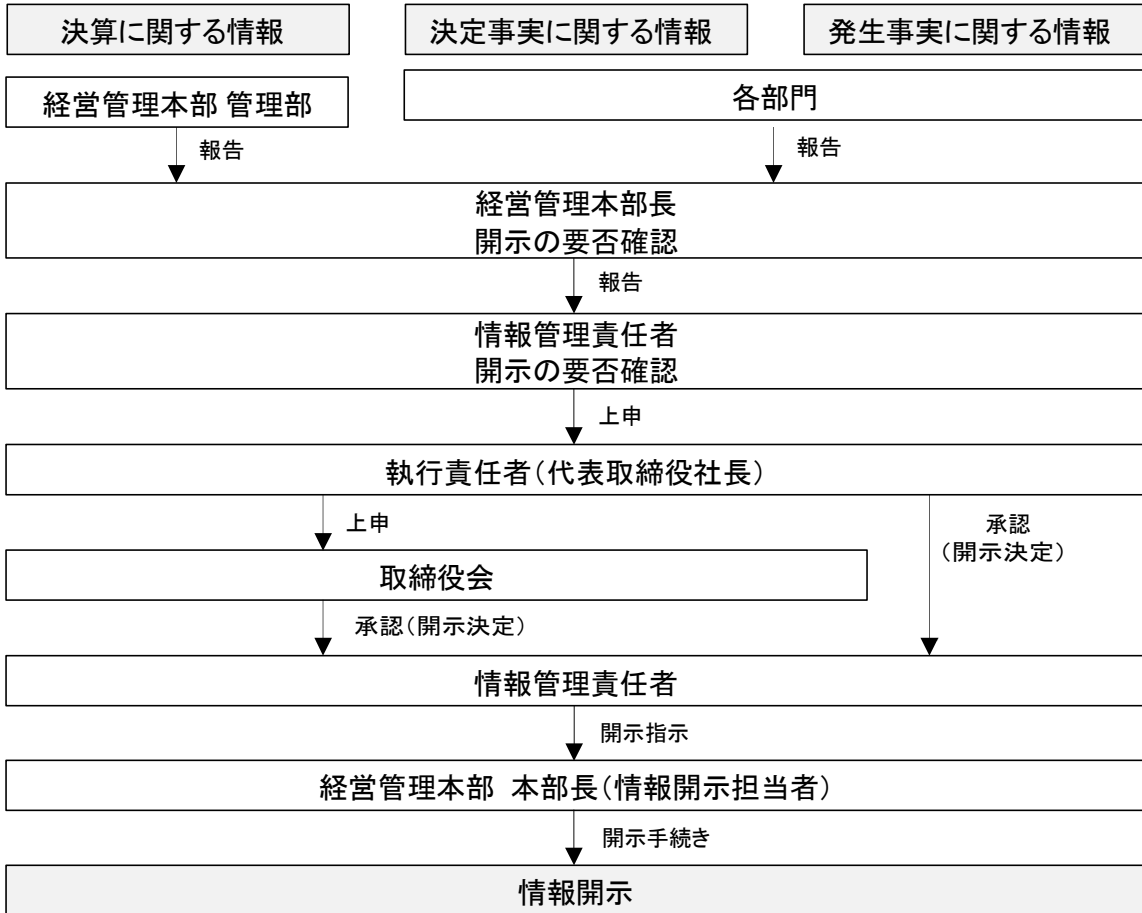 決算に関する情報
決定事実に関する情報
発生事実に関する情報
経営管理本部 管理部
各部門
報告
報告
経営管理本部長
開示の要否確認
報告
情報管理責任者
開示の要否確認
上申
執行責任者(代表取締役社長)
上申
承認
(開示決定)
取締役会
承認(開示決定)
情報管理責任者
開示指示
経営管理本部 本部長(情報開示担当者)
開示手続き
情報開示